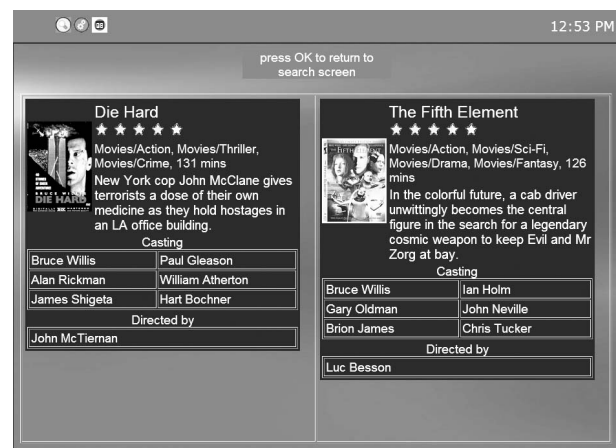 12:53 PM
press OK to return to
search screen
Die Hard
Movies/Action, Movies/Thriller,
Movies/Crime, 131 mins
New York cop John McClane gives
terrorists a dose of their own
medicine as they hold hostages in
an LA office building.
BRUCE WILLIS
DIE HARD
Casting
Bruce Willis
Paul Gleason
Alan Rickman
William Atherton
James Shigeta
Hart Bochner
Directed by
John McTiernan
The Fifth Element
Movies/Action, Movies/Sci-Fi,
Movies/Drama, Movies/Fantasy, 126
mins
In the colorful future, a cab driver
unwittingly becomes the central
figure in the search for a legendary
cosmic weapon to keep Evil and Mr
Zorg at bay.
Casting
Bruce Willis
Ian Holm
Gary Oldman
John Neville
Brion James
Chris Tucker
Directed by
Luc Besson